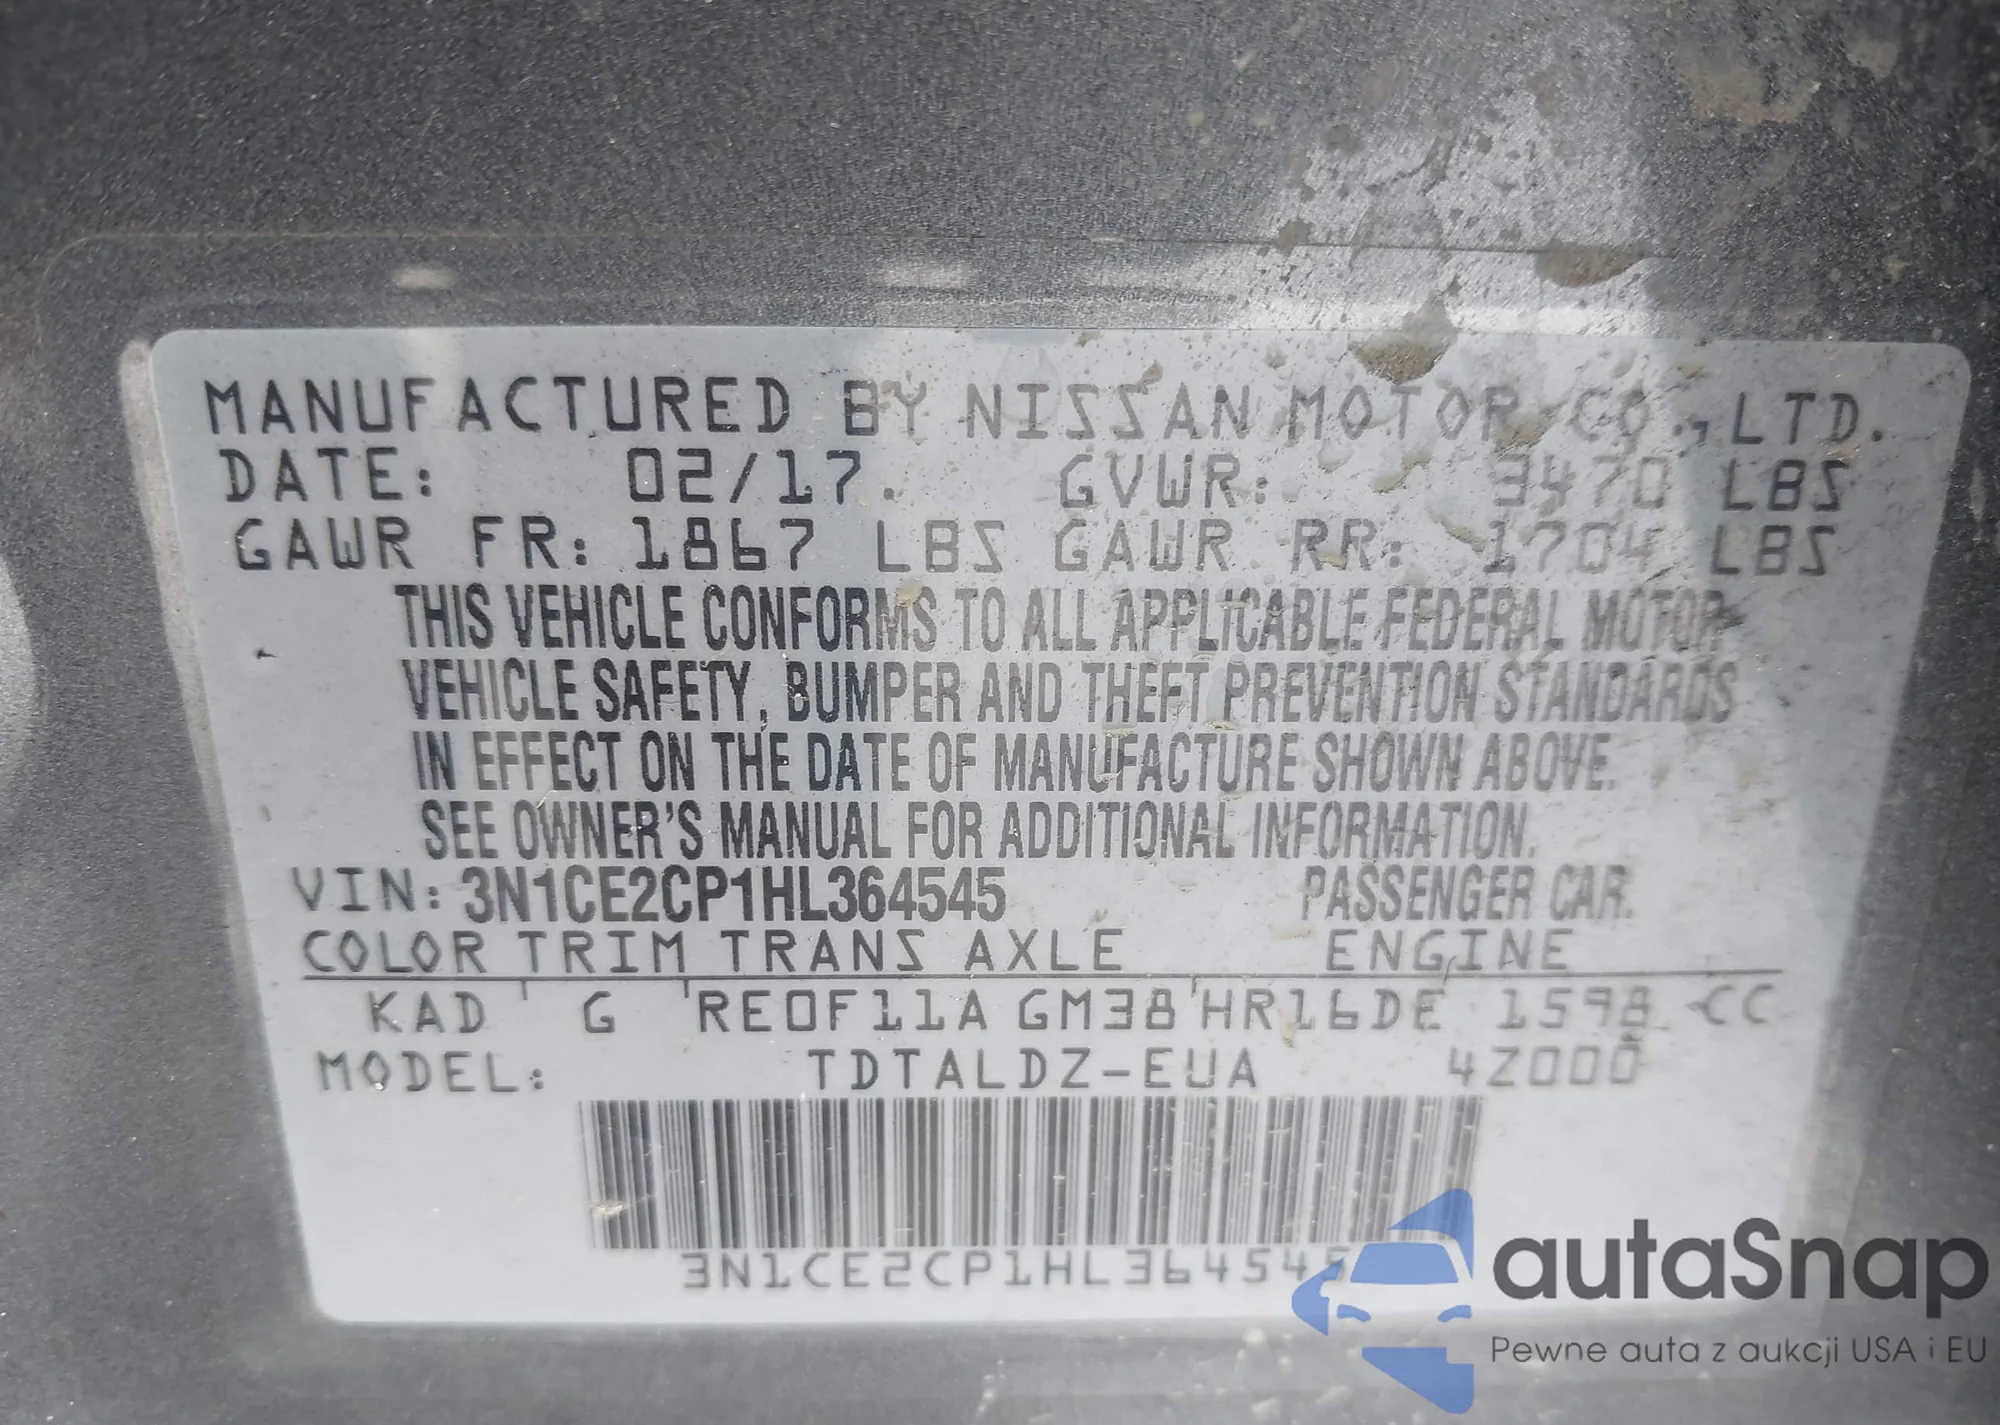 MANUFACTURED BY NISSAN MOTOR CO., LTD.
DATE: 02/17. GVWR: 3470 LBS
GAWR FR: 1867 LBS GAWR RR: 1704 LBS
THIS VEHICLE CONFORMS TO ALL APPLICABLE FEDERAL MOTOR
VEHICLE SAFETY, BUMPER AND THEFT PREVENTION STANDARDS
IN EFFECT ON THE DATE OF MANUFACTURE SHOWN ABOVE.
SEE OWNER'S MANUAL FOR ADDITIONAL INFORMATION.
VIN: 3N1CE2CP1HL364545 PASSENGER CAR.
COLOR TRIM TRANS AXLE ENGINE
KAD G RE0F11A GM38 HR16DE 1598 CC
MODEL: TDTALDZ-EUA 4Z000
3N1CE2CP1HL364545
autaSnap
Pewne auta z aukcji USA i EU